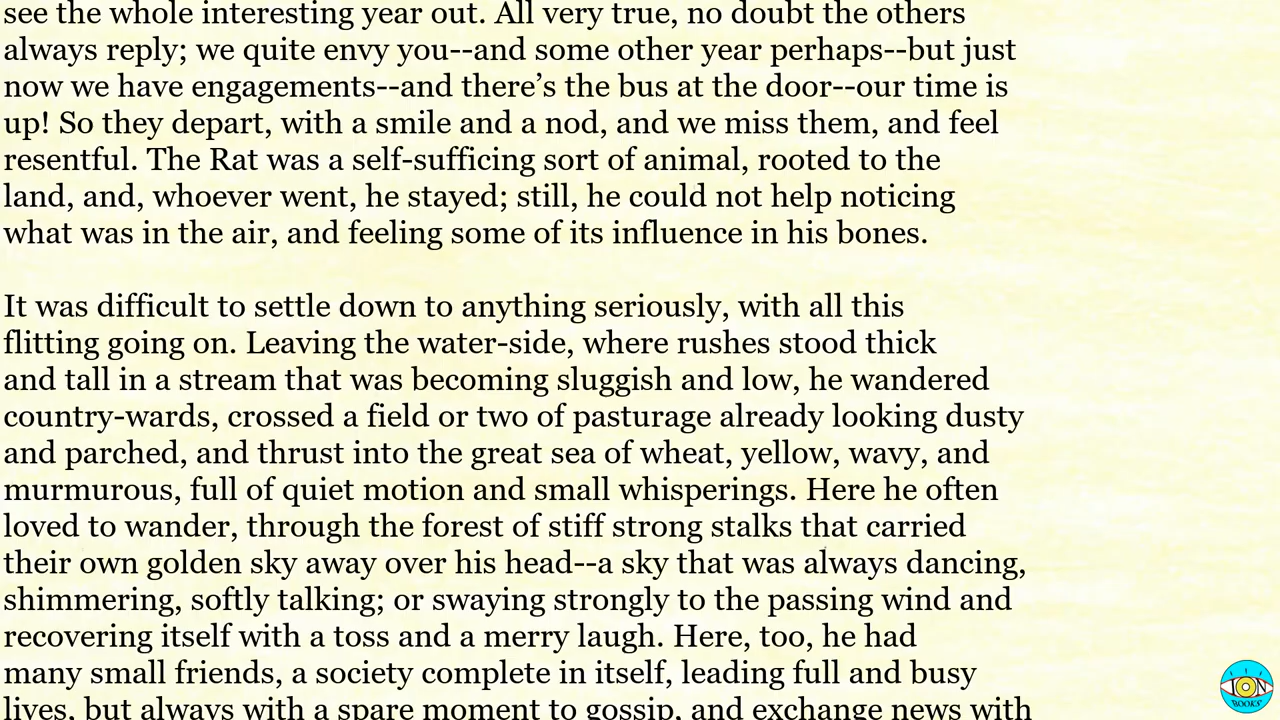 see the whole interesting year out. All very true, no doubt the others
always reply; we quite envy you--and some other year perhaps--but just
now we have engagements--and there’s the bus at the door--our time is
up! So they depart, with a smile and a nod, and we miss them, and feel
resentful. The Rat was a self-sufficing sort of animal, rooted to the
land, and, whoever went, he stayed; still, he could not help noticing
what was in the air, and feeling some of its influence in his bones.
It was difficult to settle down to anything seriously, with all this
flitting going on. Leaving the water-side, where rushes stood thick
and tall in a stream that was becoming sluggish and low, he wandered
country-wards, crossed a field or two of pasturage already looking dusty
and parched, and thrust into the great sea of wheat, yellow, wavy, and
murmurous, full of quiet motion and small whisperings. Here he often
loved to wander, through the forest of stiff strong stalks that carried
their own golden sky away over his head--a sky that was always dancing,
shimmering, softly talking; or swaying strongly to the passing wind and
recovering itself with a toss and a merry laugh. Here, too, he had
many small friends, a society complete in itself, leading full and busy
lives, but always with a spare moment to gossip, and exchange news with
ION
BOOKS